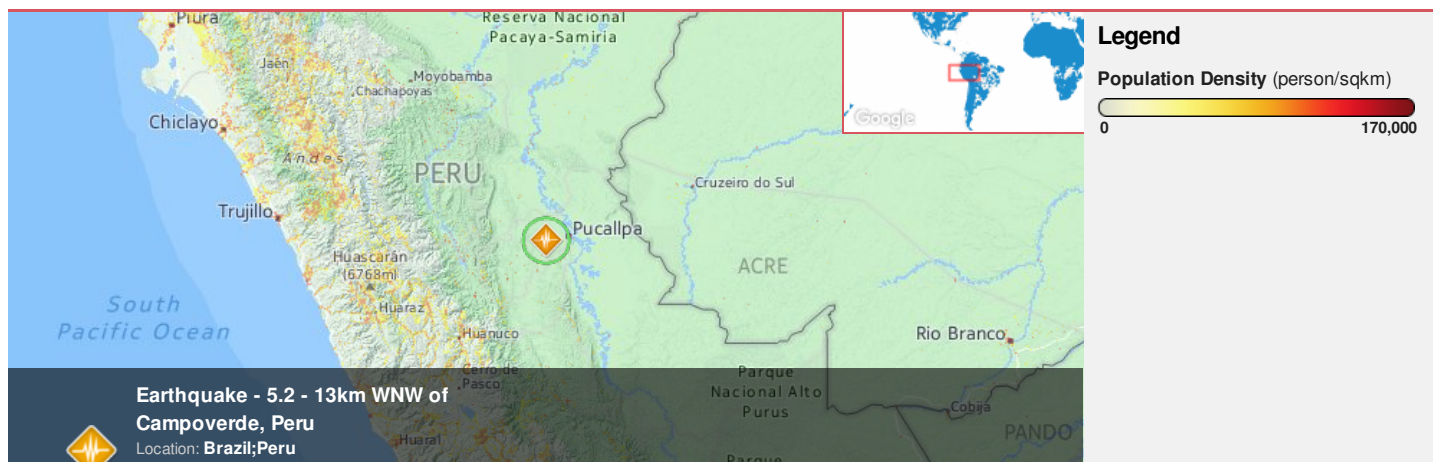 Piura
Reserva Nacional
Pacaya-Samiria
Jaén
Moyobamba
Chachapoyas
Chiclayo
Andes
PERU
Cruzeiro do Sul
Trujillo
Pucallpa
Huascarán
(6768m)
ACRE
South
Pacific Ocean
Huaraz
Huanuco
Rio Branco
Cerro de
Pasco
Parque
Nacional Alto
Purus
Cobija
Huaral
PANDO
Parque
Google
Earthquake - 5.2 - 13km WNW of
Campoverde, Peru
Location: Brazil;Peru
Legend
Population Density (person/sqkm)
0 170,000